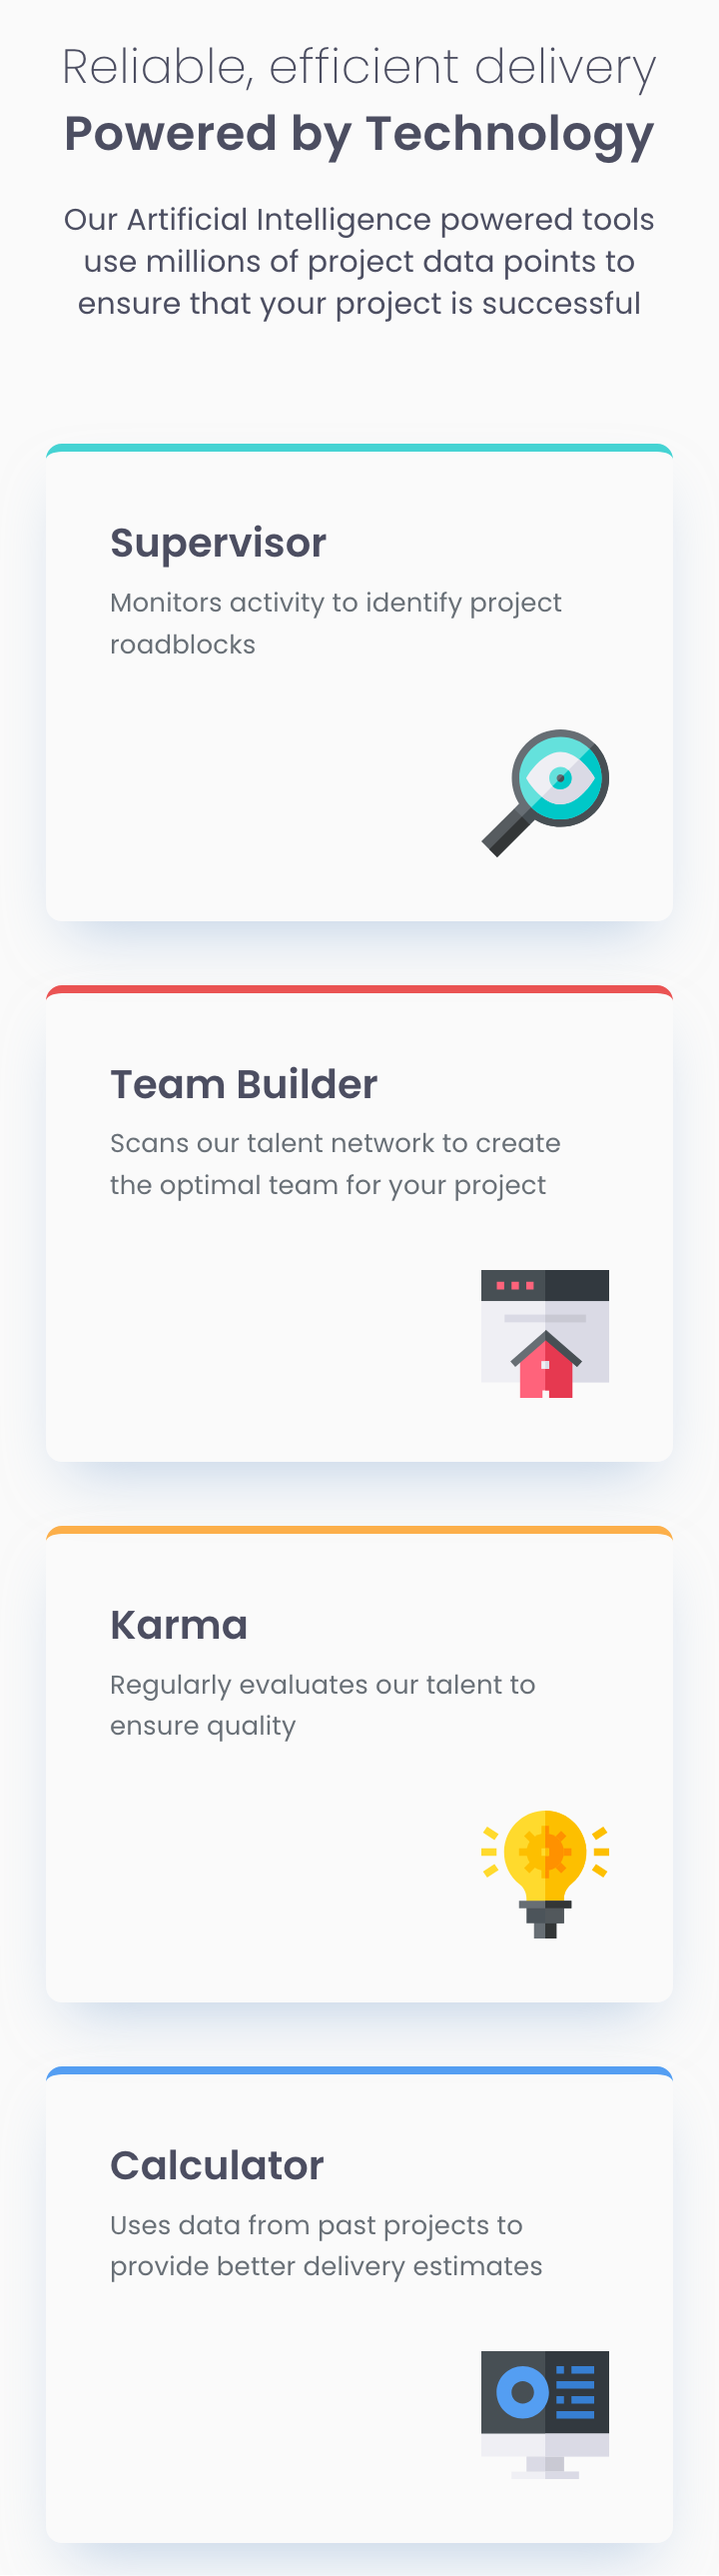 Reliable, efficient delivery
Powered by Technology
Our Artificial Intelligence powered tools
use millions of project data points to
ensure that your project is successful
Supervisor
Monitors activity to identify project
roadblocks
Team Builder
Scans our talent network to create
the optimal team for your project
Karma
Regularly evaluates our talent to
ensure quality
Calculator
Uses data from past projects to
provide better delivery estimates